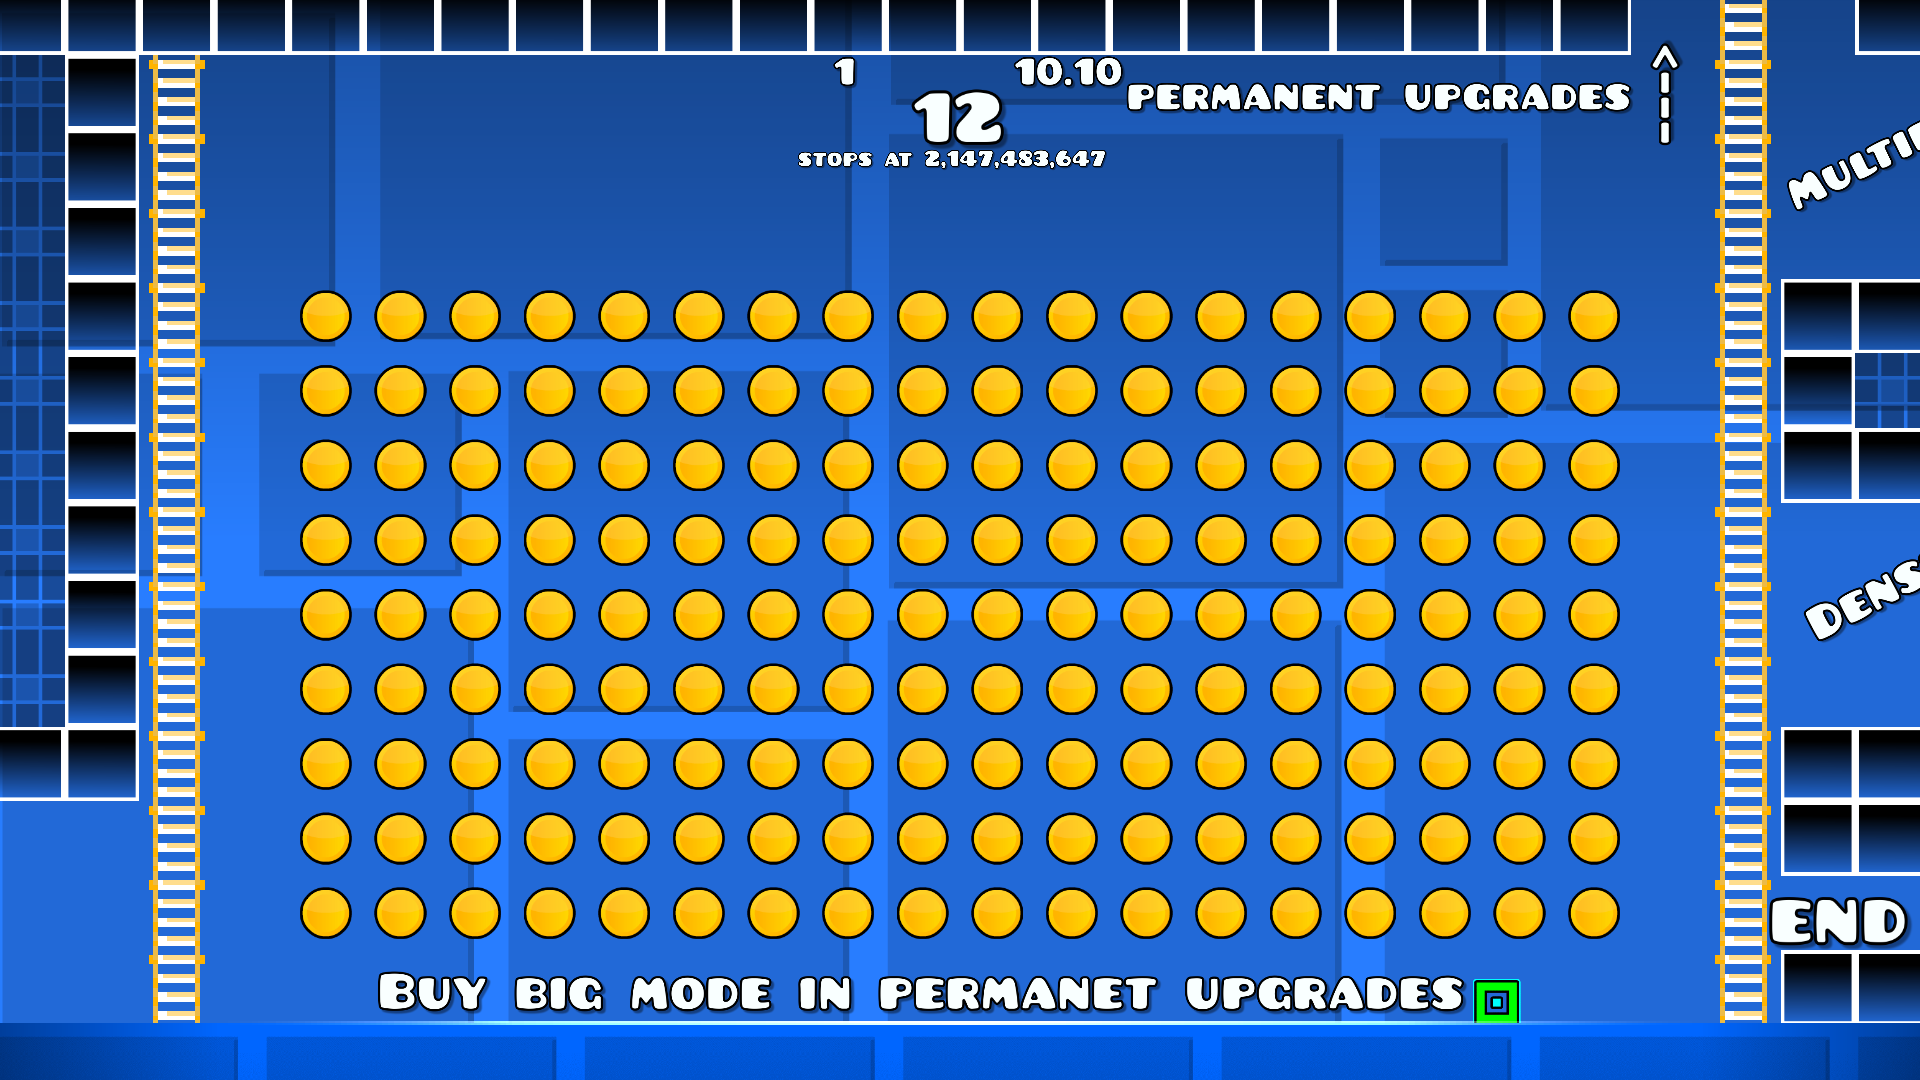 1
10.10
12
PERMANENT UPGRADES
STOPS AT 2,147,483,647
BUY BIG MODE IN PERMANET UPGRADES
END